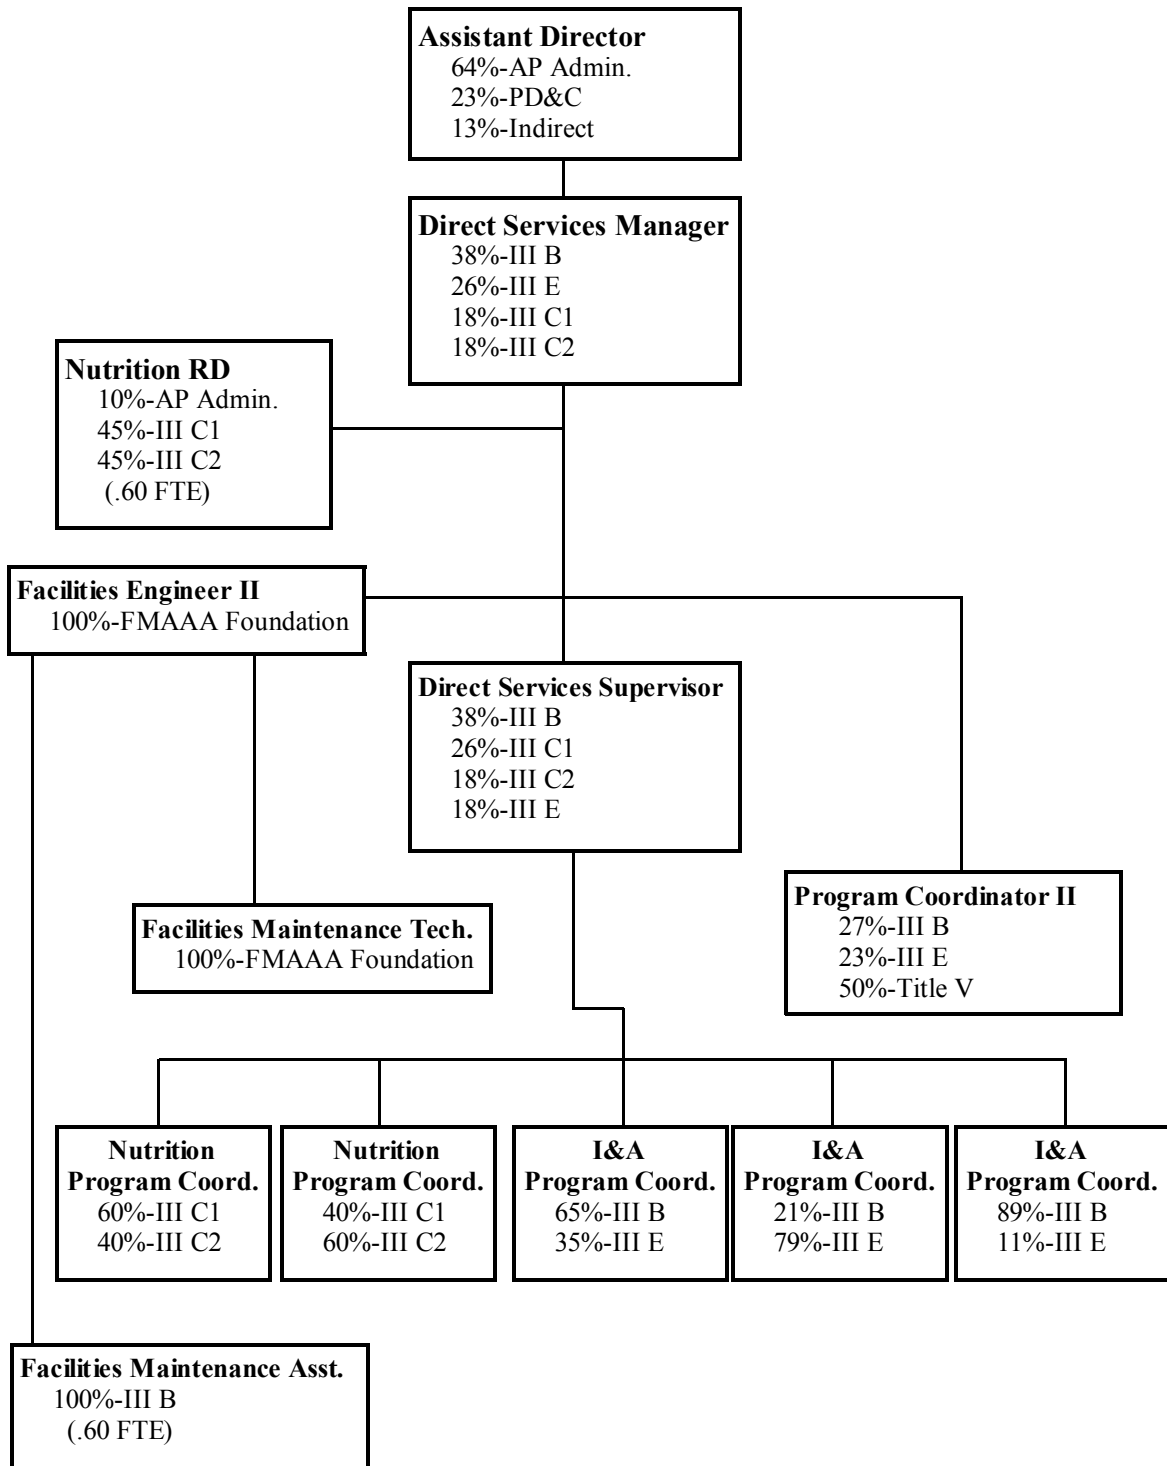 Assistant Director
64%-AP Admin.
23%-PD&C
13%-Indirect
Direct Services Manager
38%-III B
26%-III E
18%-III C1
18%-III C2
Nutrition RD
10%-AP Admin.
45%-III C1
45%-III C2
(.60 FTE)
Facilities Engineer II
100%-FMAAA Foundation
Direct Services Supervisor
38%-III B
26%-III C1
18%-III C2
18%-III E
Program Coordinator II
27%-III B
23%-III E
50%-Title V
Facilities Maintenance Tech.
100%-FMAAA Foundation
Nutrition
Program Coord.
60%-III C1
40%-III C2
Nutrition
Program Coord.
40%-III C1
60%-III C2
I&A
Program Coord.
65%-III B
35%-III E
I&A
Program Coord.
21%-III B
79%-III E
I&A
Program Coord.
89%-III B
11%-III E
Facilities Maintenance Asst.
100%-III B
(.60 FTE)